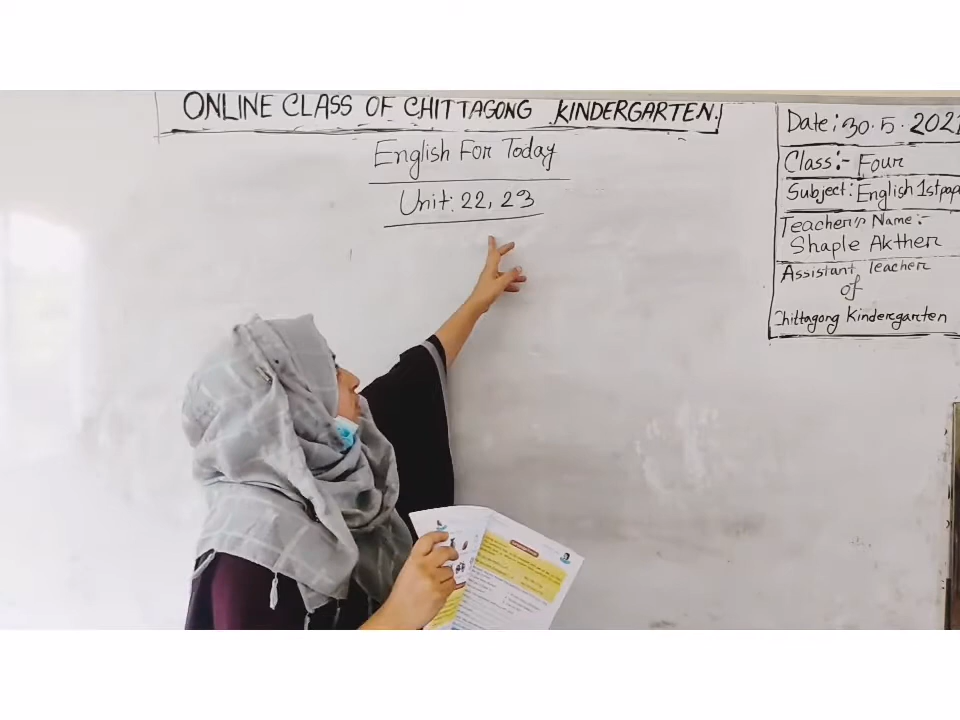 ONLINE CLASS OF CHITTAGONG KINDERGARTEN.
English For Today
Unit: 22, 23
Date: 30.5.2021
Class:- Four
Subject: English 1st
Teacher's Name:-
Shaple Akther
Assistant Teacher
of
Chittagong Kindergarten